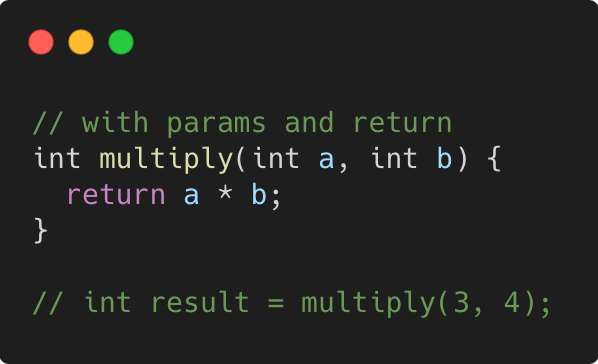 // with params and return
int multiply(int a, int b) {
  return a * b;
}
// int result = multiply(3, 4);